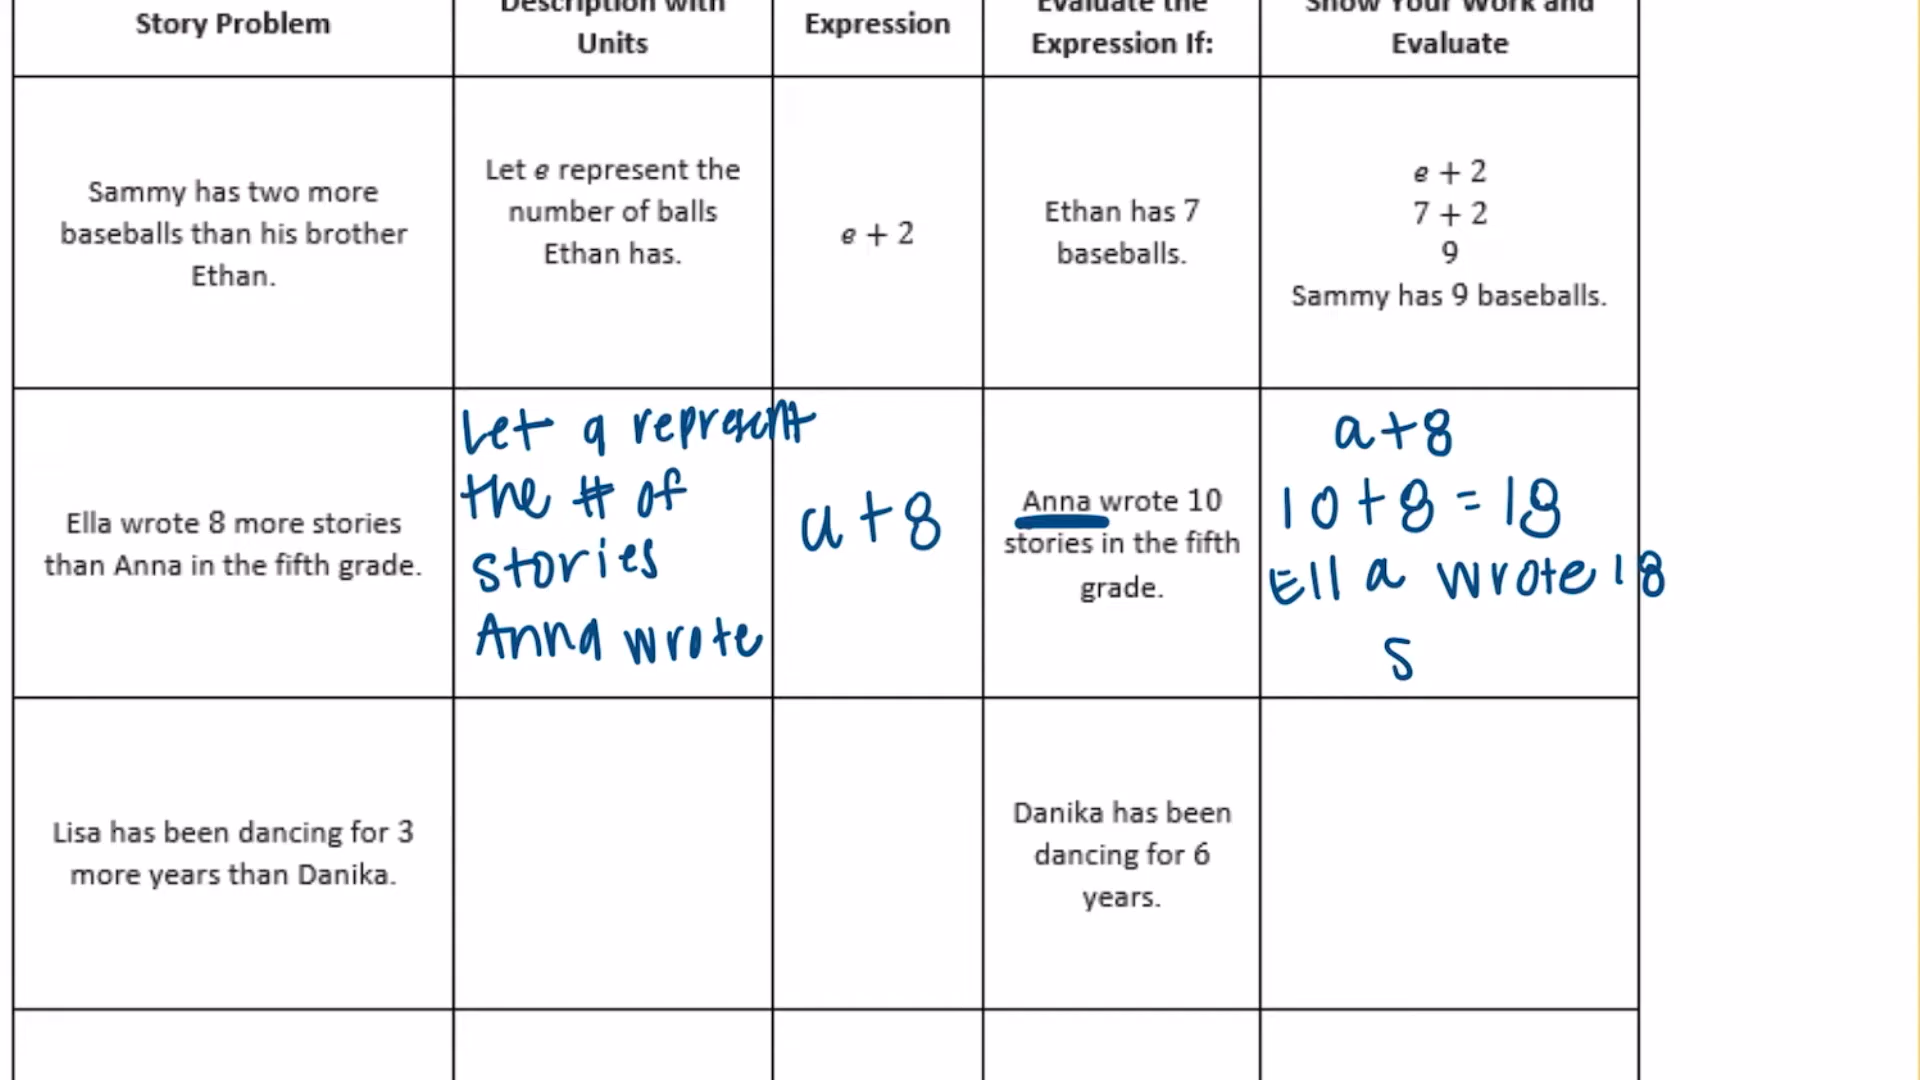 Description with
Units
Story Problem
Expression
Evaluate the
Expression If:
Show Your Work and
Evaluate
Sammy has two more
baseballs than his brother
Ethan.
Let e represent the
number of balls
Ethan has.
e + 2
Ethan has 7
baseballs.
e + 2
7 + 2
9
Sammy has 9 baseballs.
Ella wrote 8 more stories
than Anna in the fifth grade.
Let a represent
the # of
stories
Anna wrote
a+8
Anna wrote 10
stories in the fifth
grade.
a+8
10+8=18
Ella wrote 18
s
Lisa has been dancing for 3
more years than Danika.
Danika has been
dancing for 6
years.